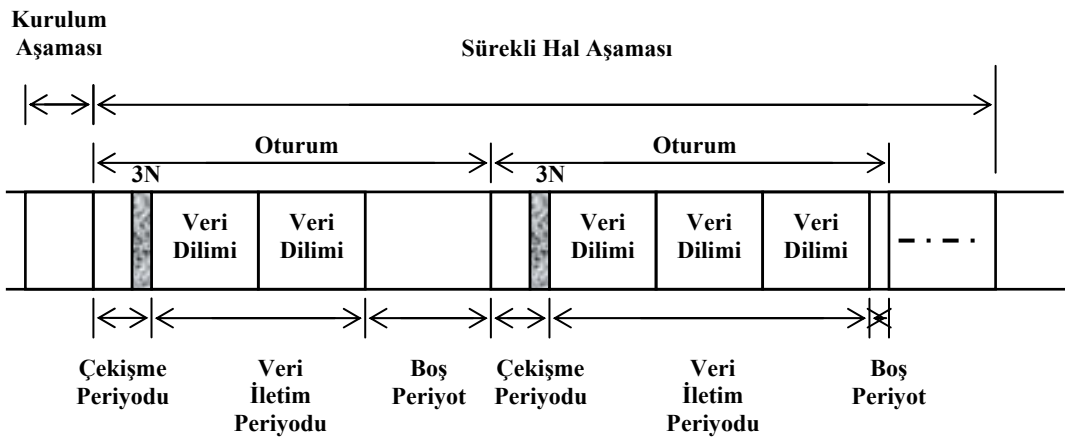 Kurulum
Aşaması
Sürekli Hal Aşaması
Oturum
Oturum
3N
3N
Veri
Dilimi
Veri
Dilimi
Veri
Dilimi
Veri
Dilimi
Veri
Dilimi
Çekişme
Periyodu
Veri
İletim
Periyodu
Boş
Periyot
Çekişme
Periyodu
Veri
İletim
Periyodu
Boş
Periyot